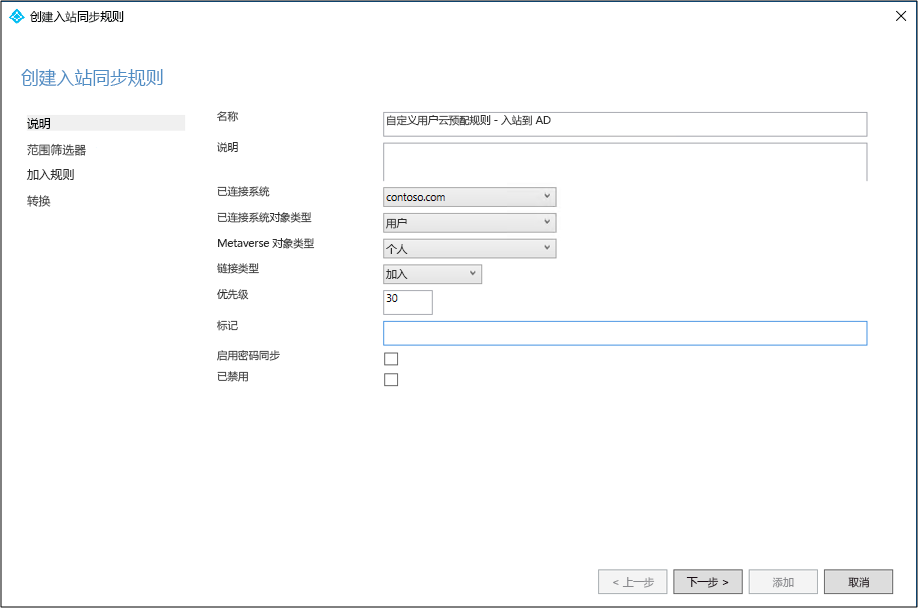 创建入站同步规则
创建入站同步规则
说明
范围筛选器
加入规则
转换
名称
自定义用户云预配规则 - 入站到 AD
说明
已连接系统
contoso.com
已连接系统对象类型
用户
Metaverse 对象类型
个人
链接类型
加入
优先级
30
标记
启用密码同步
已禁用
< 上一步
下一步 >
添加
取消